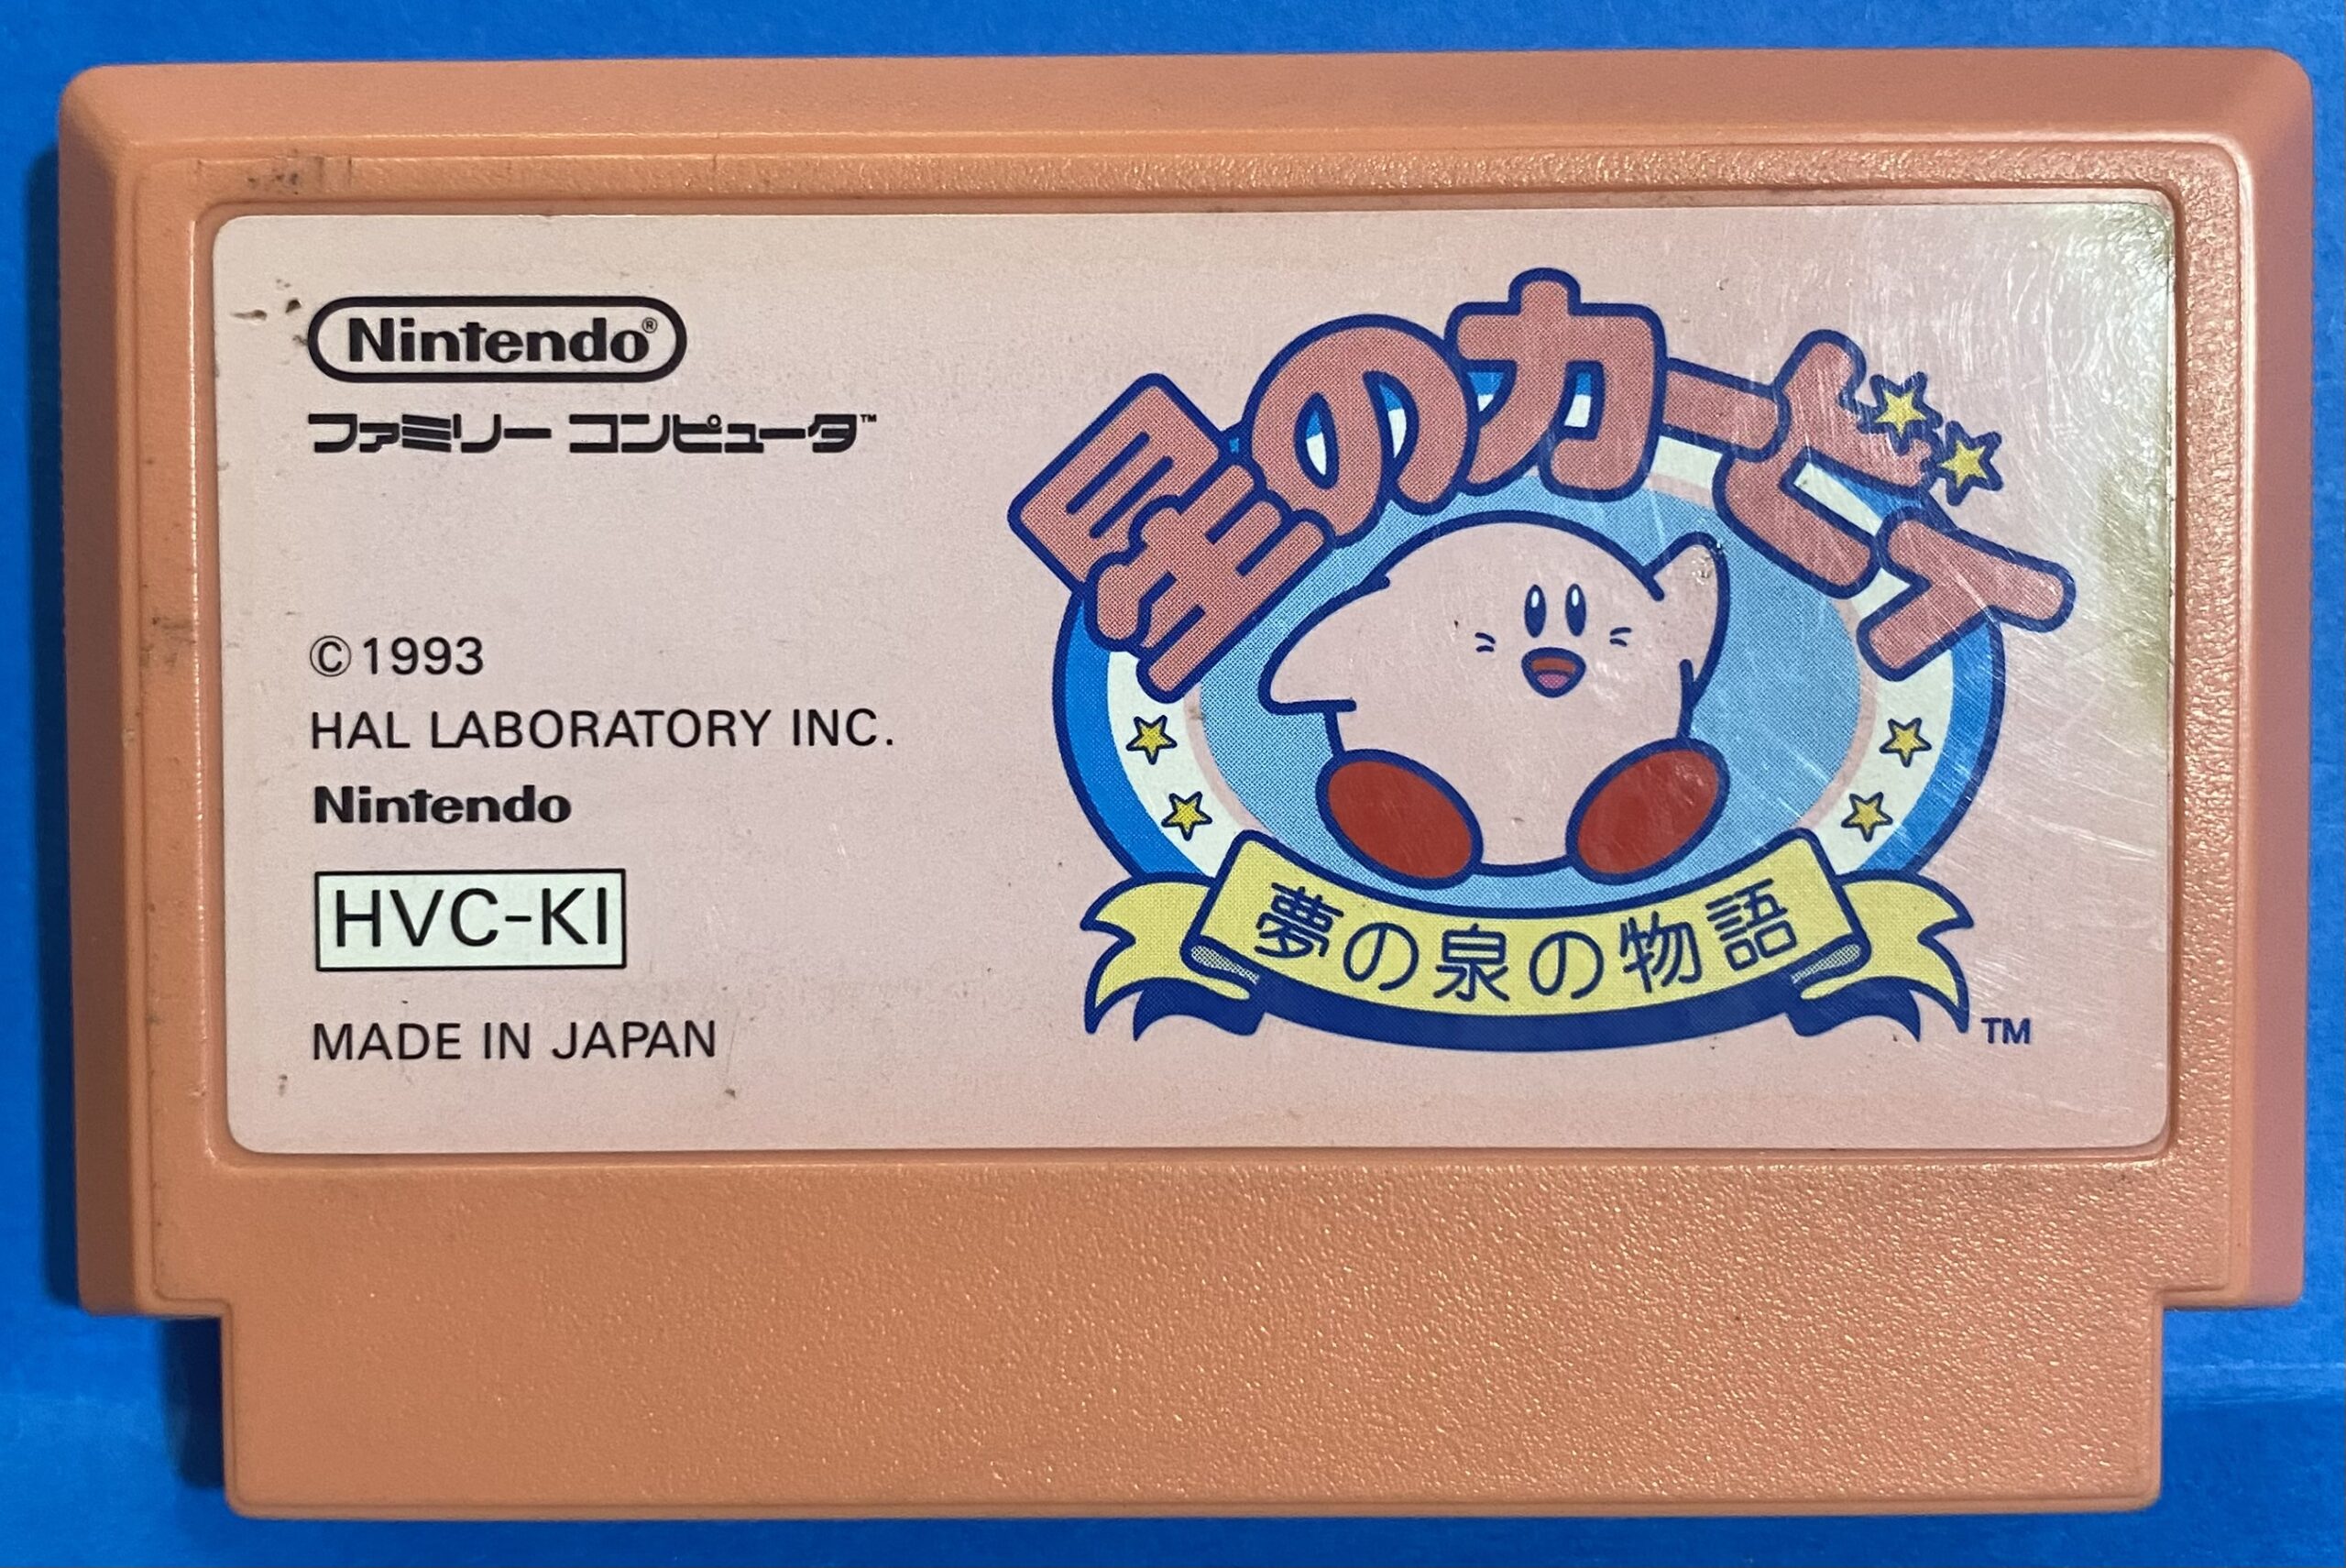 Nintendo®
ファミリー コンピュータ™
©1993
HAL LABORATORY INC.
Nintendo
HVC-KI
MADE IN JAPAN
星のカービィ
夢の泉の物語
TM